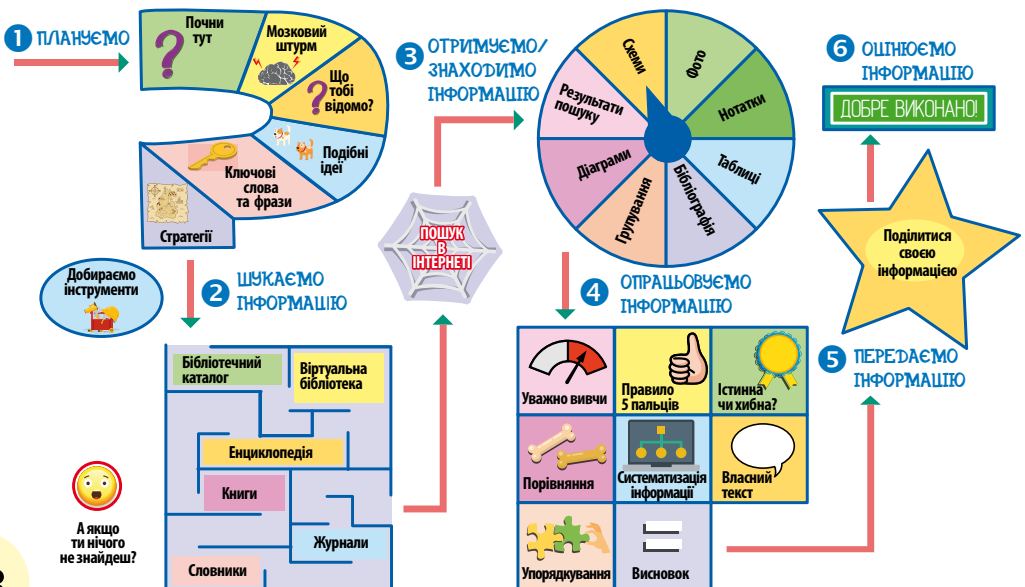 1 ПЛАНУЄМО
Почни
тут
Мозковий
штурм
Що
тобі
відомо?
Подібні
ідеї
Ключові
слова
та фрази
Стратегії
Добираємо
інструменти
2 ШУКАЄМО
ІНФОРМАЦІЮ
Бібліотечний
каталог
Віртуальна
бібліотека
Енциклопедія
Книги
Журнали
Словники
А якщо
ти нічого
не знайдеш?
ПОШУК
В
ІНТЕРНЕТІ
3 ОТРИМУЄМО/
ЗНАХОДИМО
ІНФОРМАЦІЮ
Схеми
Фото
Нотатки
Таблиці
Бібліографія
Групування
Діаграми
Результати
пошуку
4 ОПРАЦЬОВУЄМО
ІНФОРМАЦІЮ
Уважно вивчи
Правило
5 пальців
Істинна
чи хибна?
Порівняння
Систематизація
інформації
Власний
текст
Упорядкування
Висновок
5 ПЕРЕДАЄМО
ІНФОРМАЦІЮ
Поділитися
своєю
інформацією
6 ОЦІНЮЄМО
ІНФОРМАЦІЮ
ДОБРЕ ВИКОНАНО!